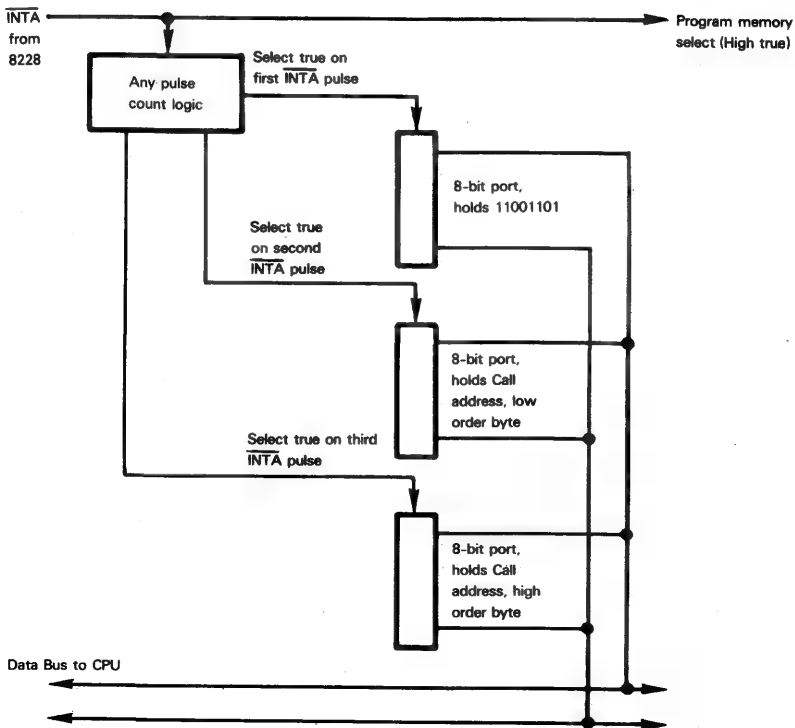 INTA
from
8228
Program memory
select (High true)
Any pulse
count logic
Select true on
first INTA pulse
8-bit port,
holds 11001101
Select true
on second
INTA pulse
8-bit port,
holds Call
address, low
order byte
Select true on third
INTA pulse
8-bit port,
holds Call
address, high
order byte
Data Bus to CPU